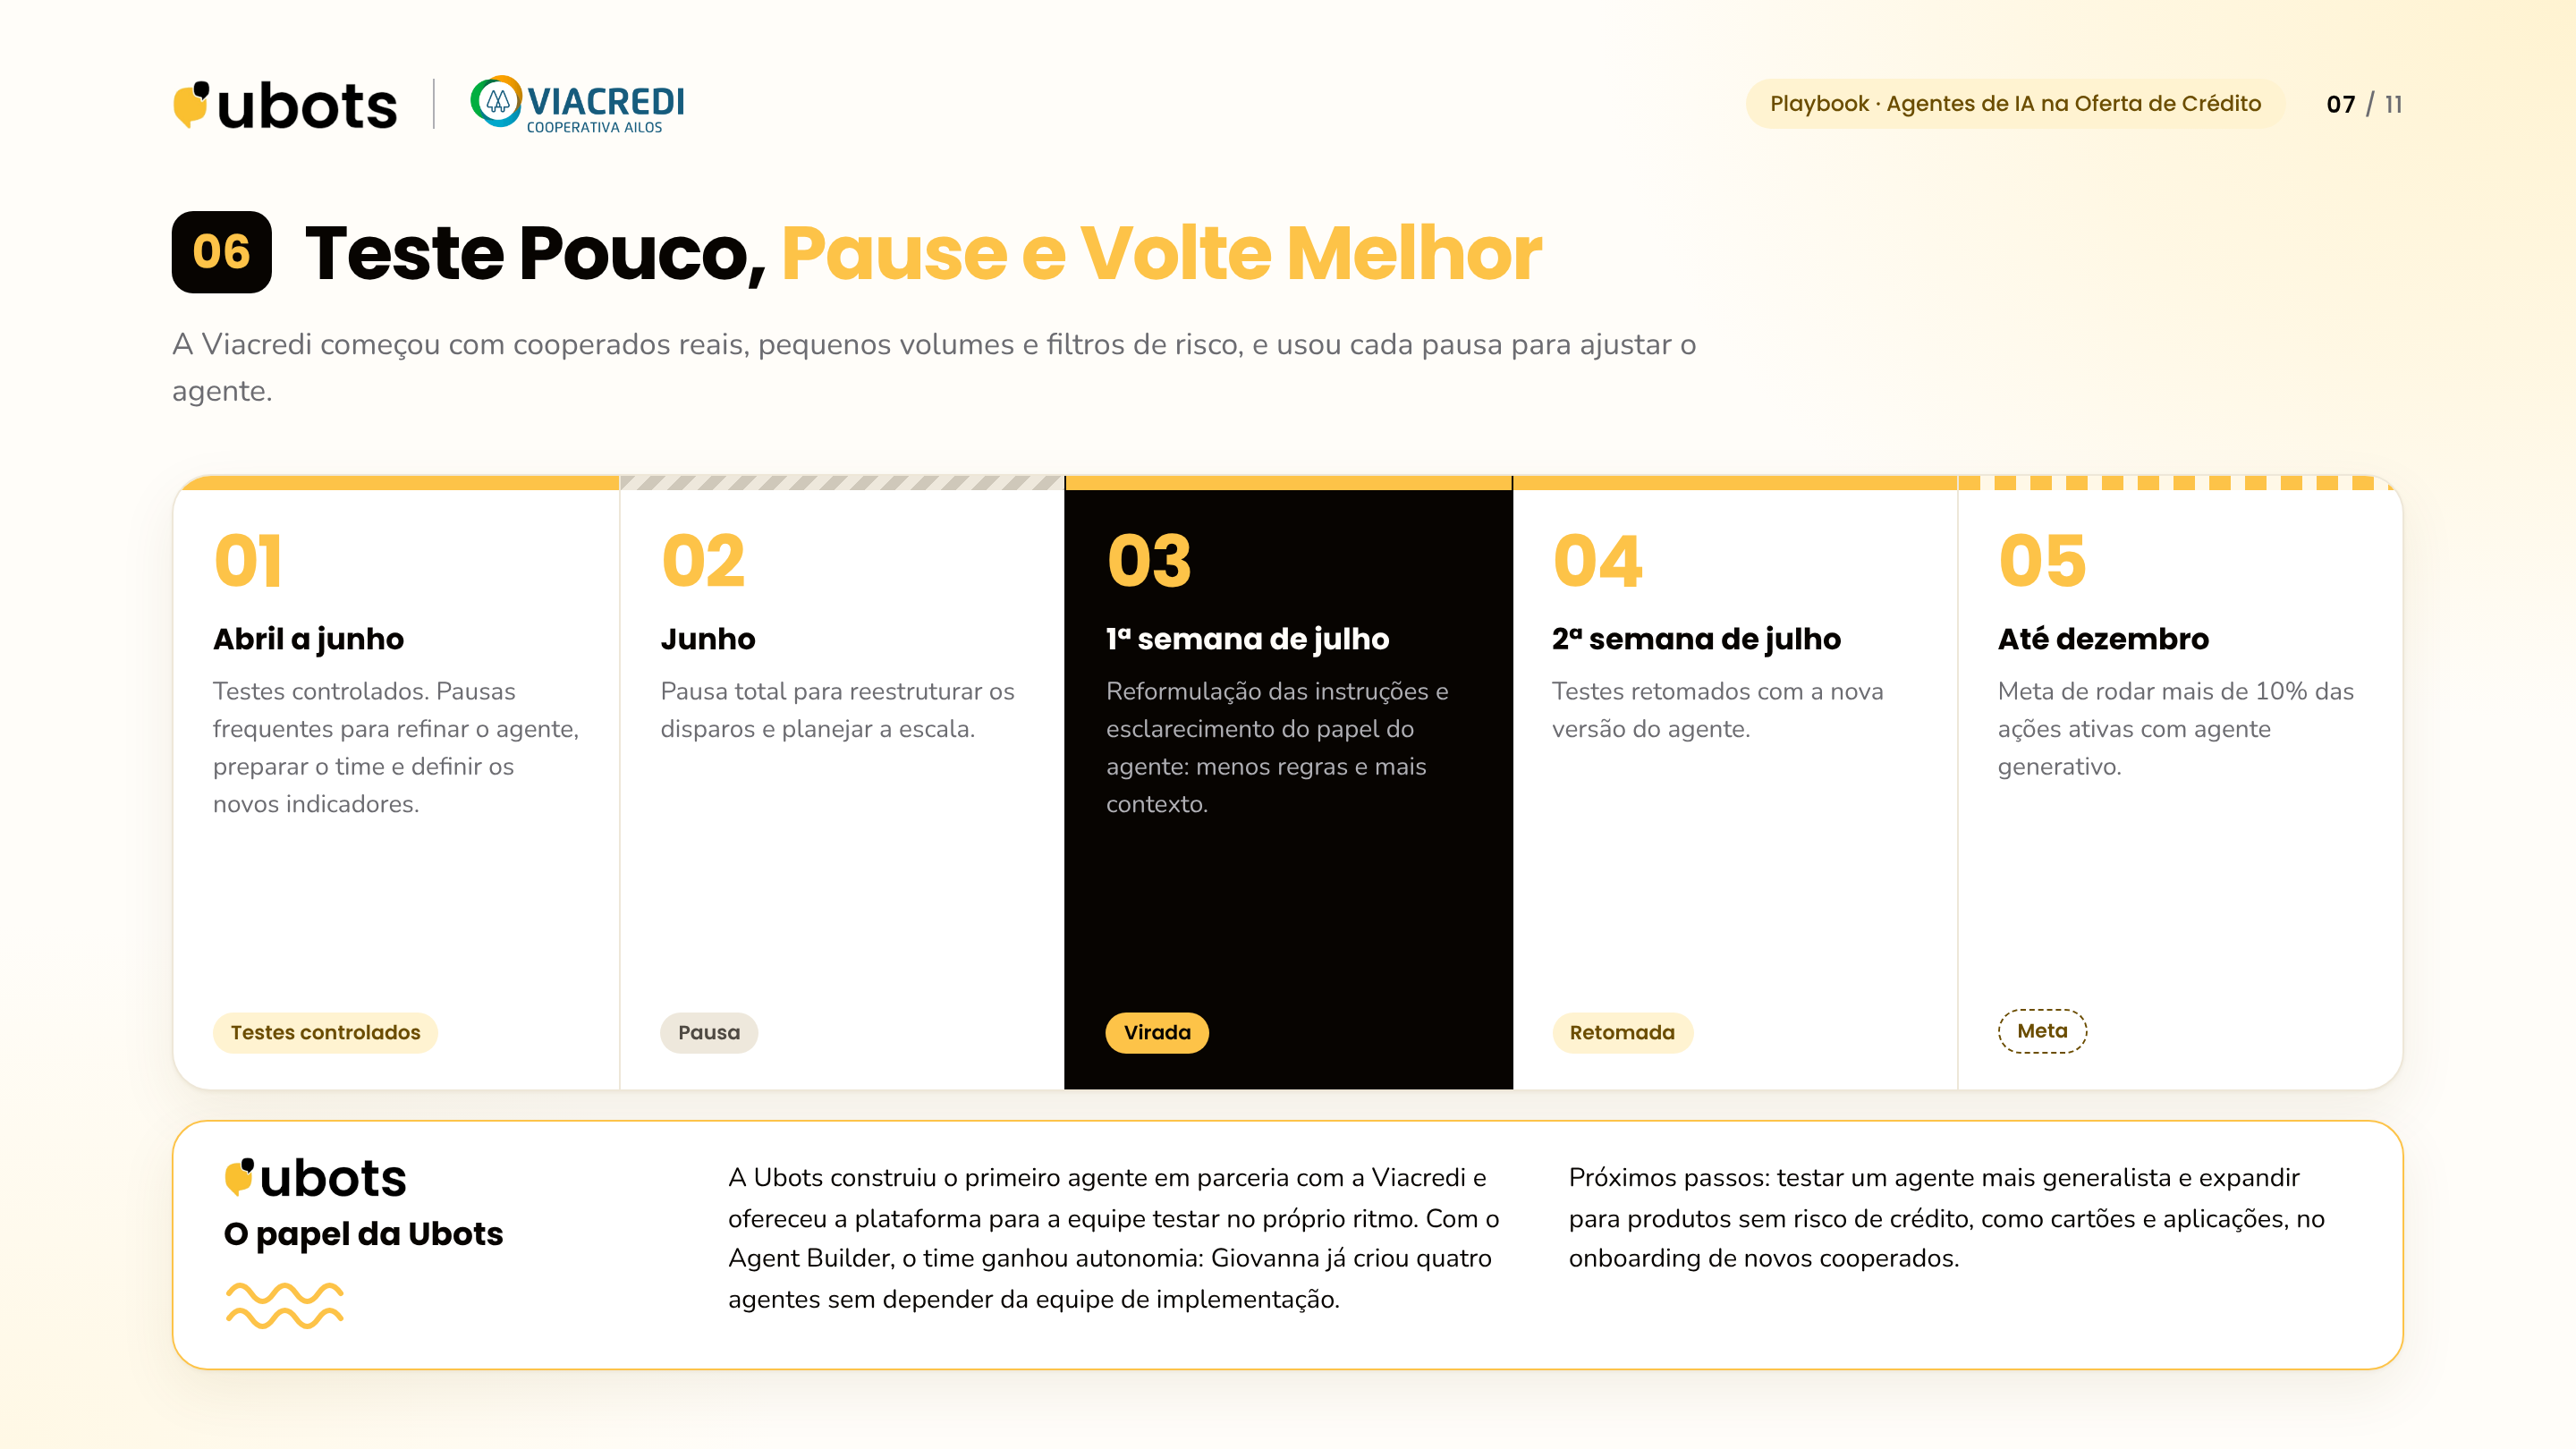 ubots
VIACREDI
COOPERATIVA AILOS
Playbook · Agentes de IA na Oferta de Crédito
07 / 11
06
Teste Pouco, Pause e Volte Melhor
A Viacredi começou com cooperados reais, pequenos volumes e filtros de risco, e usou cada pausa para ajustar o
agente.
01
Abril a junho
Testes controlados. Pausas
frequentes para refinar o agente,
preparar o time e definir os
novos indicadores.
Testes controlados
02
Junho
Pausa total para reestruturar os
disparos e planejar a escala.
Pausa
03
1ª semana de julho
Reformulação das instruções e
esclarecimento do papel do
agente: menos regras e mais
contexto.
Virada
04
2ª semana de julho
Testes retomados com a nova
versão do agente.
Retomada
05
Até dezembro
Meta de rodar mais de 10% das
ações ativas com agente
generativo.
Meta
ubots
O papel da Ubots
A Ubots construiu o primeiro agente em parceria com a Viacredi e
ofereceu a plataforma para a equipe testar no próprio ritmo. Com o
Agent Builder, o time ganhou autonomia: Giovanna já criou quatro
agentes sem depender da equipe de implementação.
Próximos passos: testar um agente mais generalista e expandir
para produtos sem risco de crédito, como cartões e aplicações, no
onboarding de novos cooperados.